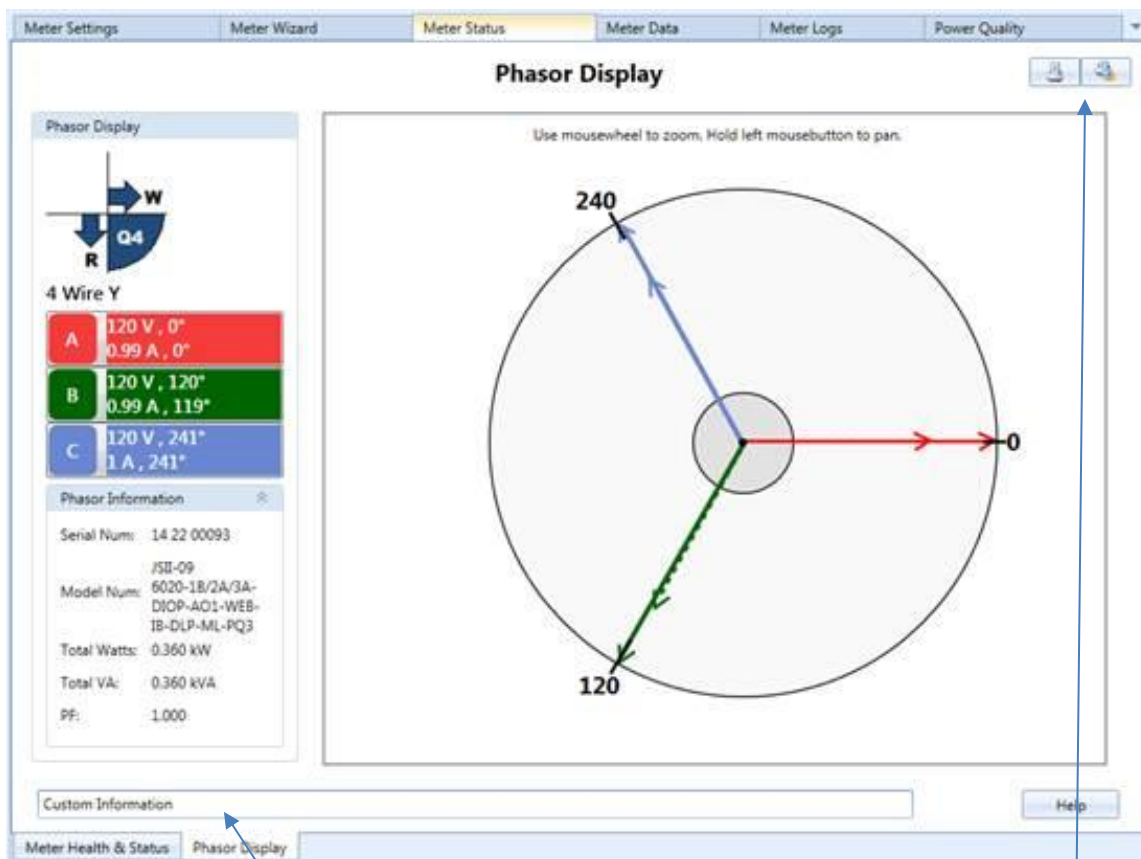 Meter Settings
Meter Wizard
Meter Status
Meter Data
Meter Logs
Power Quality
Phasor Display
Phasor Display
W
Q4
R
4 Wire Y
A
120 V , 0°
0.99 A , 0°
B
120 V , 120°
0.99 A , 119°
C
120 V , 241°
1 A , 241°
Phasor Information
Serial Num: 14 22 00093
Model Num: JSII-09
6020-1B/2A/3A-
DIOP-AO1-WEB-
IB-DLP-ML-PQ3
Total Watts: 0.360 kW
Total VA: 0.360 kVA
PF: 1.000
Use mousewheel to zoom. Hold left mousebutton to pan.
240
0
120
Custom Information
Help
Meter Health & Status
Phasor Display